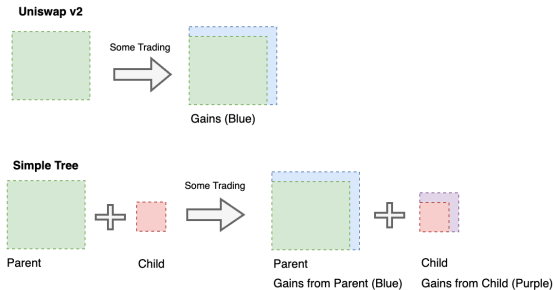 Uniswap v2
Some Trading
Gains (Blue)
Simple Tree
Some Trading
Parent
Child
Parent
Child
Gains from Parent (Blue)
Gains from Child (Purple)